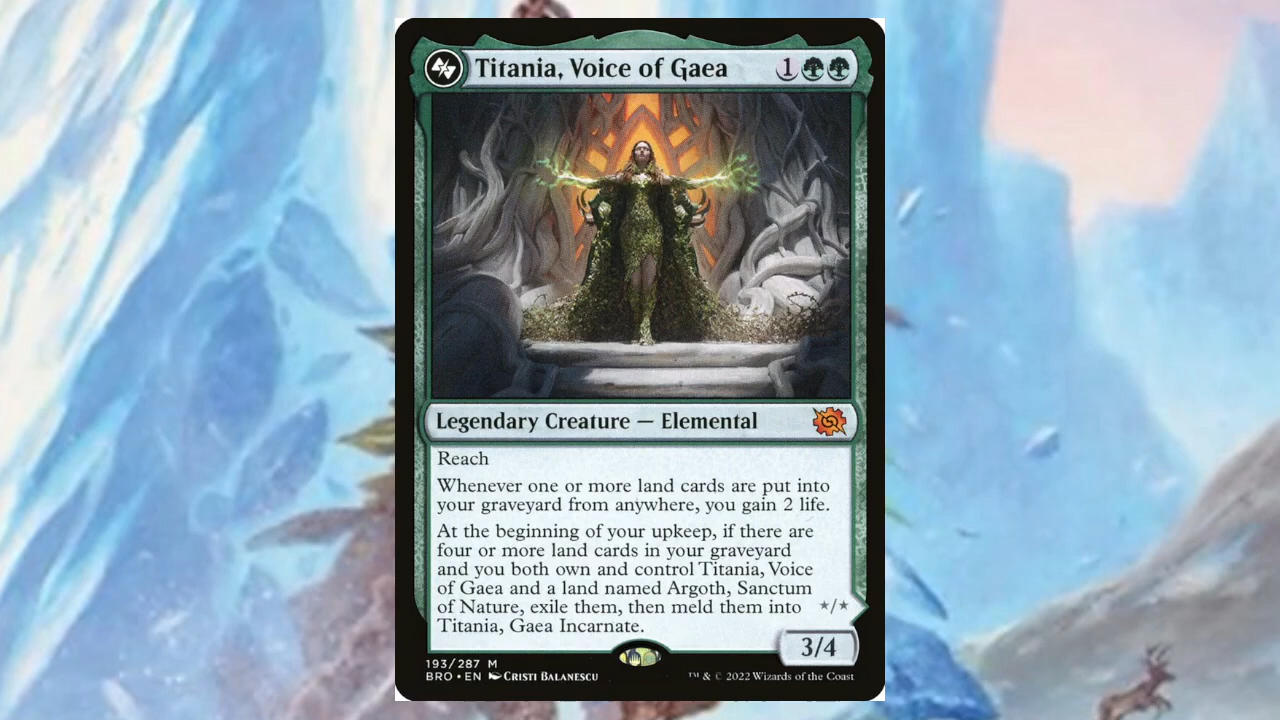 Titania, Voice of Gaea 1
Legendary Creature — Elemental
Reach
Whenever one or more land cards are put into
your graveyard from anywhere, you gain 2 life.
At the beginning of your upkeep, if there are
four or more land cards in your graveyard
and you both own and control Titania, Voice
of Gaea and a land named Argoth, Sanctum
of Nature, exile them, then meld them into
Titania, Gaea Incarnate.
*/*
3/4
193/287 M
BRO • EN Cristi Balanescu
™ & © 2022 Wizards of the Coast